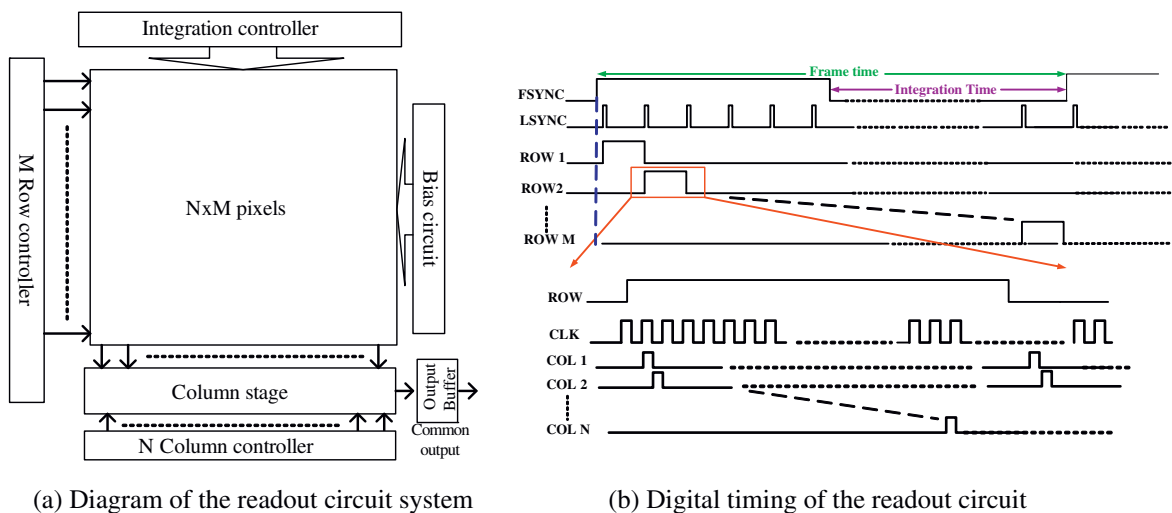 Integration controller
M Row controller
NxM pixels
Bias circuit
Column stage
Output
Buffer
Common
output
N Column controller
(a) Diagram of the readout circuit system
Frame time
FSYNC
Integration Time
LSYNC
ROW 1
ROW2
ROW M
ROW
CLK
COL 1
COL 2
COL N
(b) Digital timing of the readout circuit